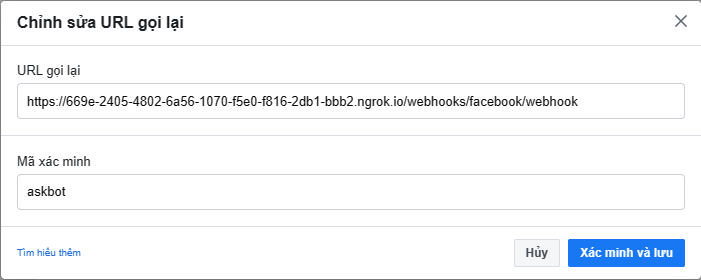 Chỉnh sửa URL gọi lại
URL gọi lại
https://669e-2405-4802-6a56-1070-f5e0-f816-2db1-bbb2.ngrok.io/webhooks/facebook/webhook
Mã xác minh
askbot
Tìm hiểu thêm
Hủy
Xác minh và lưu